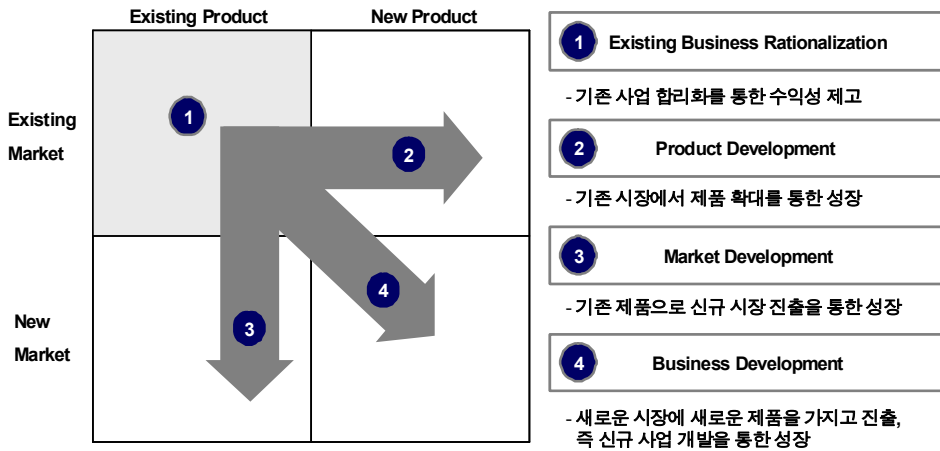 Existing Product
New Product
Existing
Market
New
Market
1
2
3
4
1 Existing Business Rationalization
- 기존 사업 합리화를 통한 수익성 제고
2 Product Development
- 기존 시장에서 제품 확대를 통한 성장
3 Market Development
- 기존 제품으로 신규 시장 진출을 통한 성장
4 Business Development
- 새로운 시장에 새로운 제품을 가지고 진출,
즉 신규 사업 개발을 통한 성장